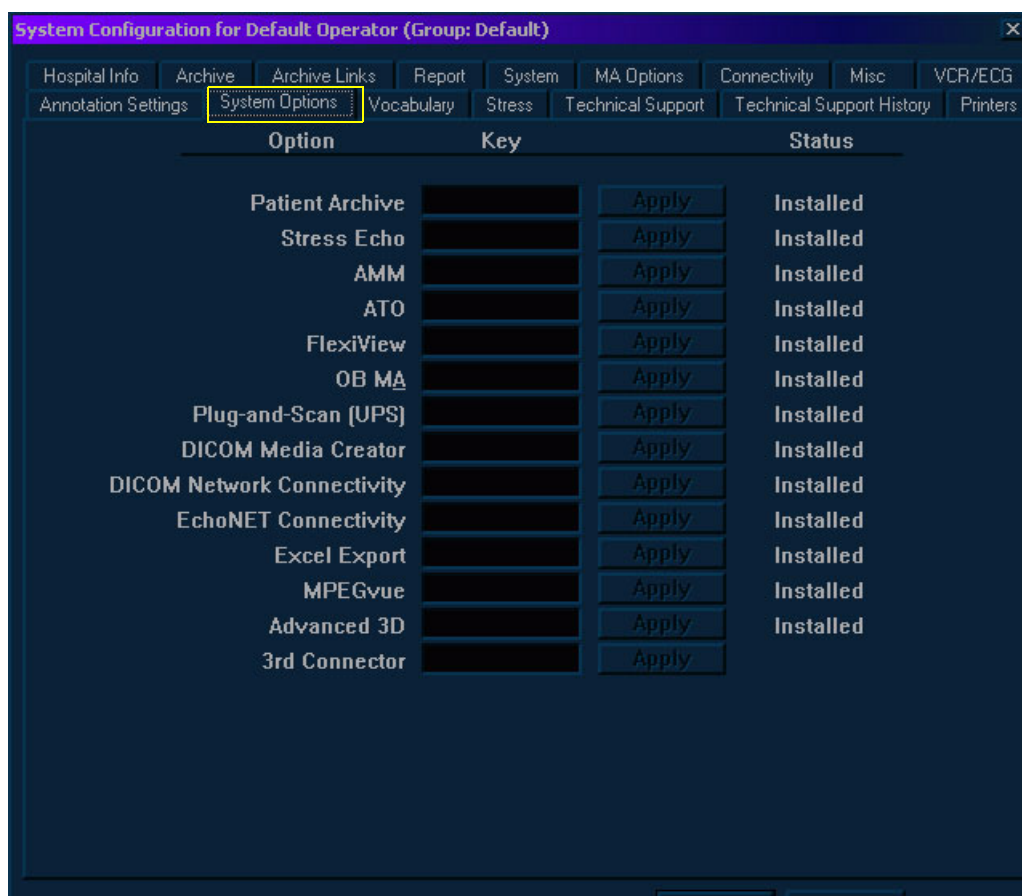 System Configuration for Default Operator (Group: Default)
Hospital Info Archive Archive Links Report System MA Options Connectivity Misc VCR/ECG
Annotation Settings System Options Vocabulary Stress Technical Support Technical Support History Printers
Option Key Status
Patient Archive Apply Installed
Stress Echo Apply Installed
AMM Apply Installed
ATO Apply Installed
FlexiView Apply Installed
OB MA Apply Installed
Plug-and-Scan (UPS) Apply Installed
DICOM Media Creator Apply Installed
DICOM Network Connectivity Apply Installed
EchoNET Connectivity Apply Installed
Excel Export Apply Installed
MPEGvue Apply Installed
Advanced 3D Apply Installed
3rd Connector Apply